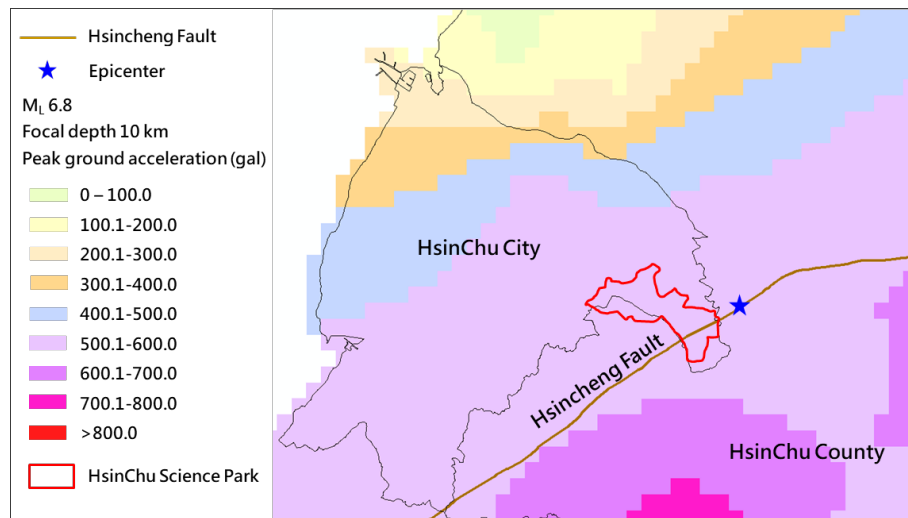 Hsincheng Fault
Epicenter
ML 6.8
Focal depth 10 km
Peak ground acceleration (gal)
0 – 100.0
100.1-200.0
200.1-300.0
300.1-400.0
400.1-500.0
500.1-600.0
600.1-700.0
700.1-800.0
>800.0
HsinChu Science Park
HsinChu City
Hsincheng Fault
HsinChu County